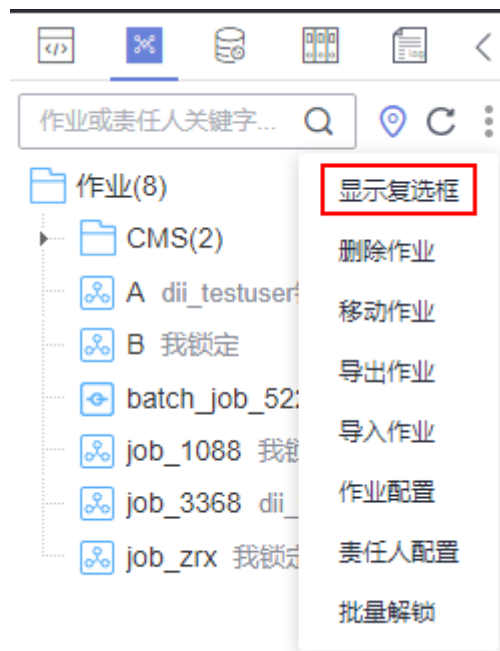 log
作业或责任人关键字...
作业(8)
CMS(2)
A dii_testuser
B 我锁定
batch_job_522
job_1088 我锁
job_3368 dii_
job_zrx 我锁定
显示复选框
删除作业
移动作业
导出作业
导入作业
作业配置
责任人配置
批量解锁